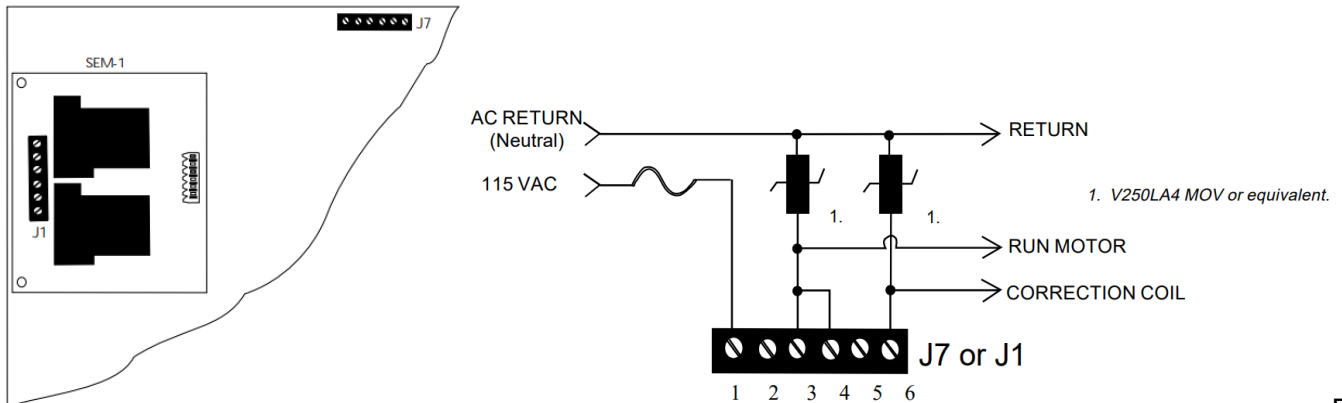 J7
SEM-1
J1
AC RETURN
(Neutral)
115 VAC
RETURN
1.
1.
1. V250LA4 MOV or equivalent.
RUN MOTOR
CORRECTION COIL
J7 or J1
1 2 3 4 5 6